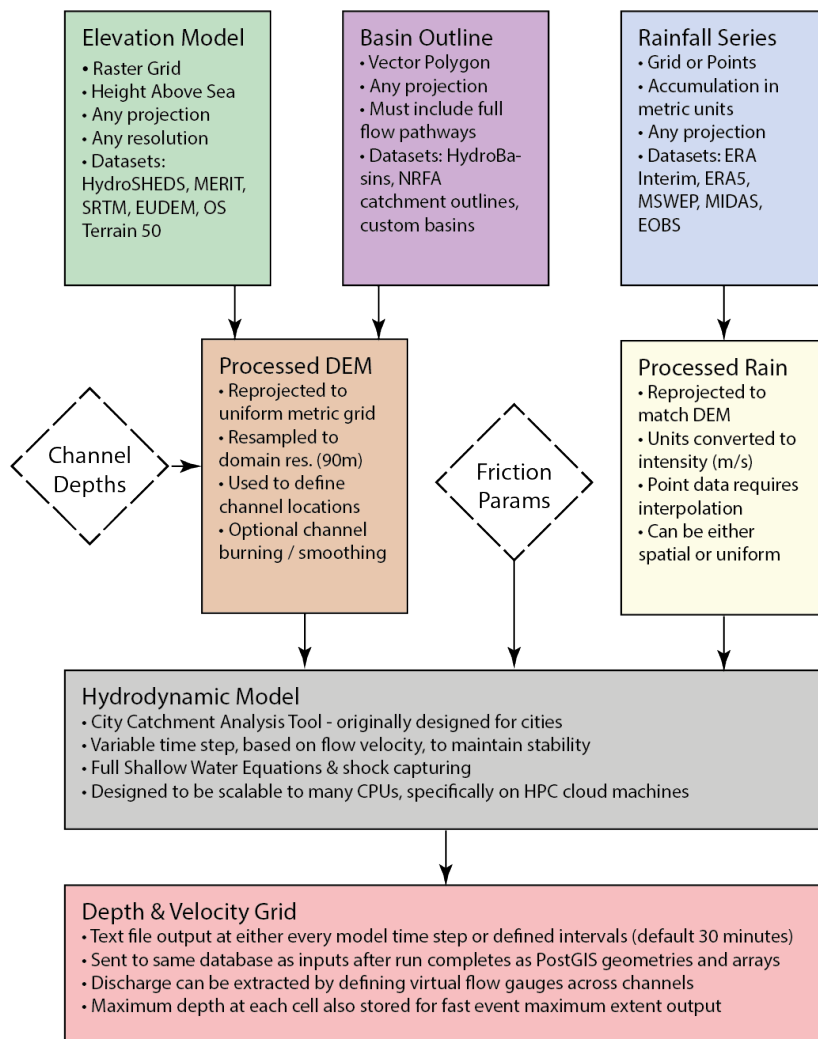 Elevation Model
• Raster Grid
• Height Above Sea
• Any projection
• Any resolution
• Datasets:
HydroSHEDS, MERIT,
SRTM, EUDEM, OS
Terrain 50
Basin Outline
• Vector Polygon
• Any projection
• Must include full
flow pathways
• Datasets: HydroBa-
sins, NRFA
catchment outlines,
custom basins
Rainfall Series
• Grid or Points
• Accumulation in
metric units
• Any projection
• Datasets: ERA
Interim, ERA5,
MSWEP, MIDAS,
EOBS
Channel
Depths
Processed DEM
• Reprojected to
uniform metric grid
• Resampled to
domain res. (90m)
• Used to define
channel locations
• Optional channel
burning / smoothing
Friction
Params
Processed Rain
• Reprojected to
match DEM
• Units converted to
intensity (m/s)
• Point data requires
interpolation
• Can be either
spatial or uniform
Hydrodynamic Model
• City Catchment Analysis Tool - originally designed for cities
• Variable time step, based on flow velocity, to maintain stability
• Full Shallow Water Equations & shock capturing
• Designed to be scalable to many CPUs, specifically on HPC cloud machines
Depth & Velocity Grid
• Text file output at either every model time step or defined intervals (default 30 minutes)
• Sent to same database as inputs after run completes as PostGIS geometries and arrays
• Discharge can be extracted by defining virtual flow gauges across channels
• Maximum depth at each cell also stored for fast event maximum extent output